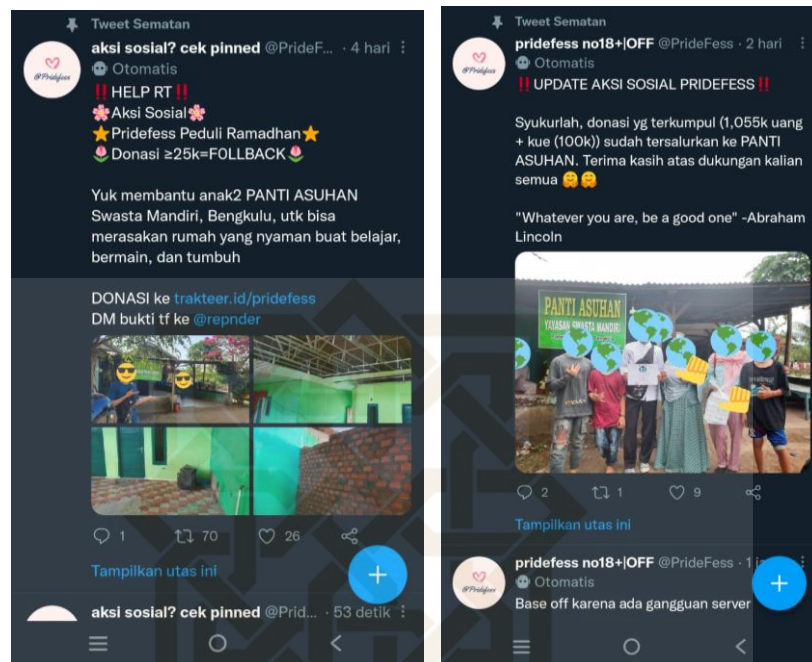 Tweet Sematan
aksi sosial? cek pinned @PrideF... · 4 hari
@Pridefess
Otomatis
‼️HELP RT‼️
🌸Aksi Sosial🌸
⭐Pridefess Peduli Ramadhan⭐
🌷Donasi ≥25k=F0LLBACK🌷
Yuk membantu anak2 PANTI ASUHAN
Swasta Mandiri, Bengkulu, utk bisa
merasakan rumah yang nyaman buat belajar,
bermain, dan tumbuh
DONASI ke trakteer.id/pridefess
DM bukti tf ke @repnder
1 70 26
Tampilkan utas ini
aksi sosial? cek pinned @Prid... · 53 detik
Tweet Sematan
pridefess no18+|OFF @PrideFess · 2 hari
@Pridefess
Otomatis
‼️UPDATE AKSI SOSIAL PRIDEFESS‼️
Syukurlah, donasi yg terkumpul (1,055k uang
+ kue (100k)) sudah tersalurkan ke PANTI
ASUHAN. Terima kasih atas dukungan kalian
semua 🤗🤗
"Whatever you are, be a good one" -Abraham
Lincoln
PANTI ASUHAN
YAYASAN SWASTA MANDIRI
2 1 9
Tampilkan utas ini
pridefess no18+|OFF @PrideFess · 1
@Pridefess
Otomatis
Base off karena ada gangguan server